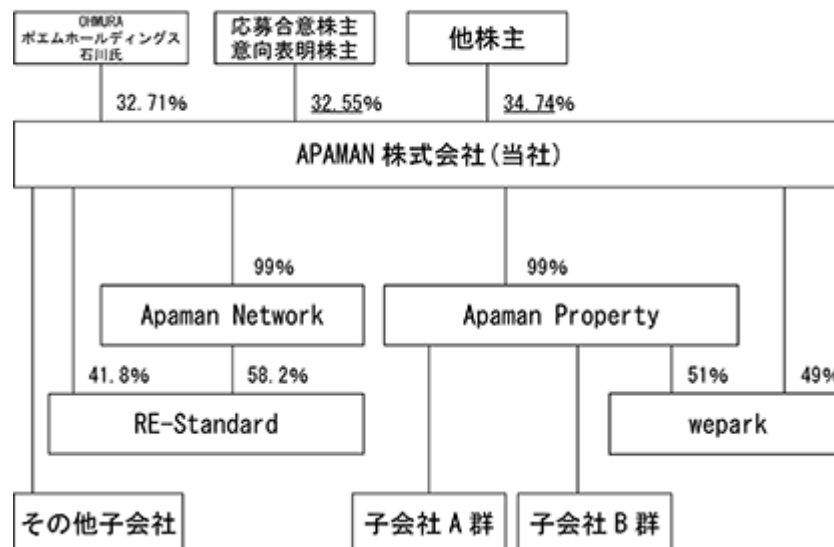 OHMURA
ポエムホールディングス
石川氏
応募合意株主
意向表明株主
他株主
32.71%
32.55%
34.74%
APAMAN 株式会社(当社)
99%
99%
Apaman Network
Apaman Property
41.8%
58.2%
51%
49%
RE-Standard
wepark
その他子会社
子会社 A 群
子会社 B 群